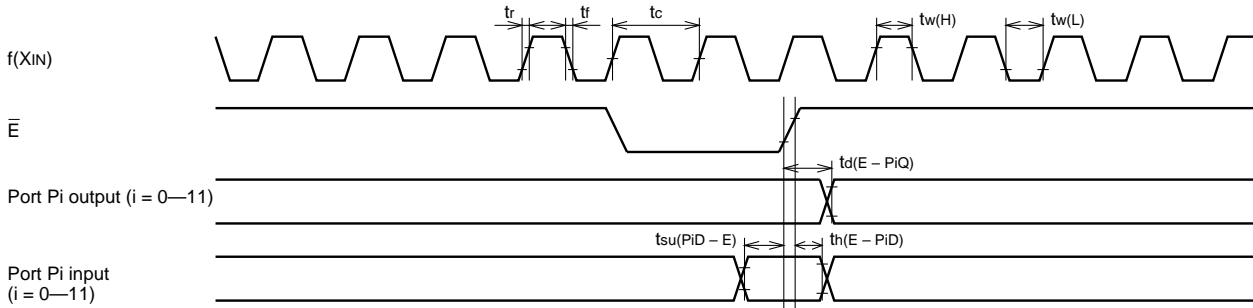 tr tf tc tw(H) tw(L)
f(XIN)
E̅
td(E – PiQ)
Port Pi output (i = 0—11)
tsu(PiD – E) th(E – PiD)
Port Pi input
(i = 0—11)